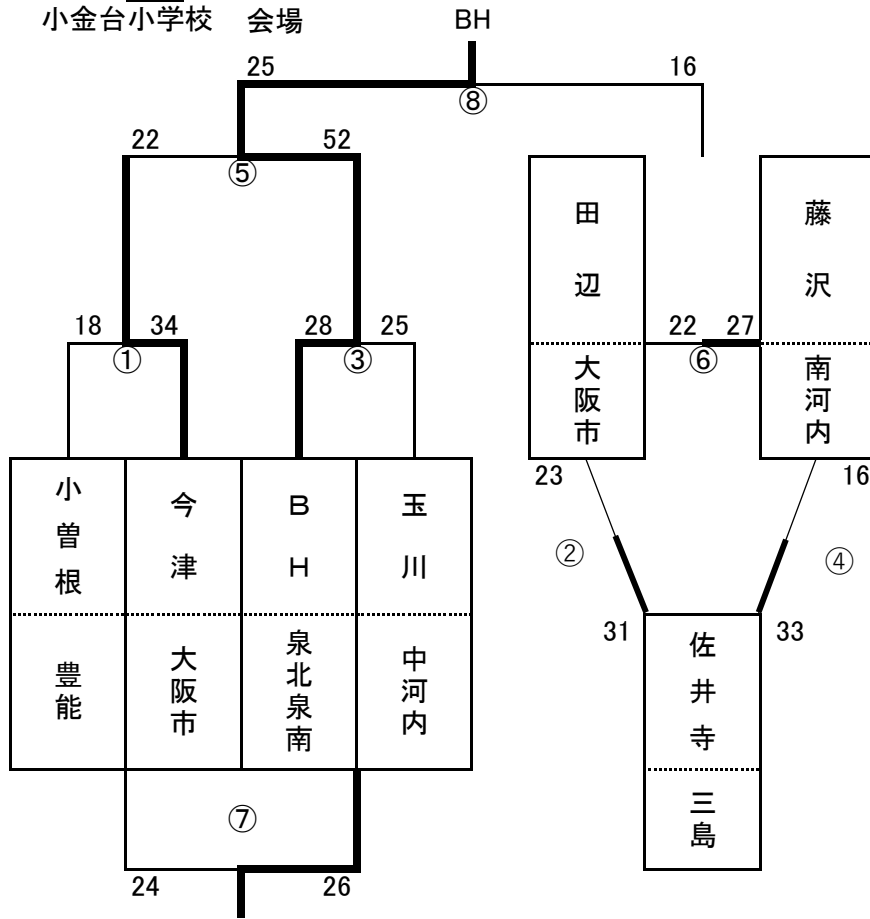 小金台小学校 会場 BH
25 16
⑧
22 52
⑤
田辺 藤沢
18 34 28 25 22 27
① ③ ⑥
大阪市 南河内
23 16
小曽根 今津 BH 玉川
② ④
31 33
豊能 大阪市 泉北泉南 中河内
佐井寺
⑦
三島
24 26